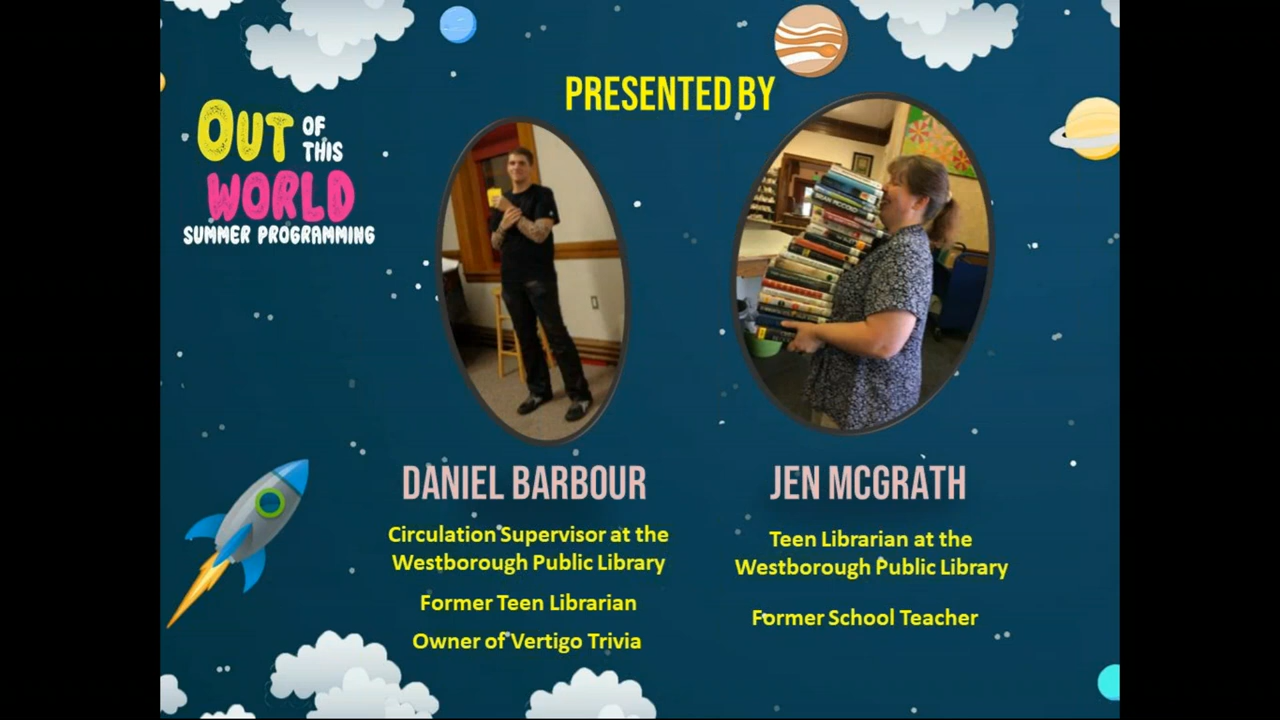 PRESENTED BY
OUT OF THIS
WORLD
SUMMER PROGRAMMING
DANIEL BARBOUR
Circulation Supervisor at the
Westborough Public Library
Former Teen Librarian
Owner of Vertigo Trivia
JEN MCGRATH
Teen Librarian at the
Westborough Public Library
Former School Teacher